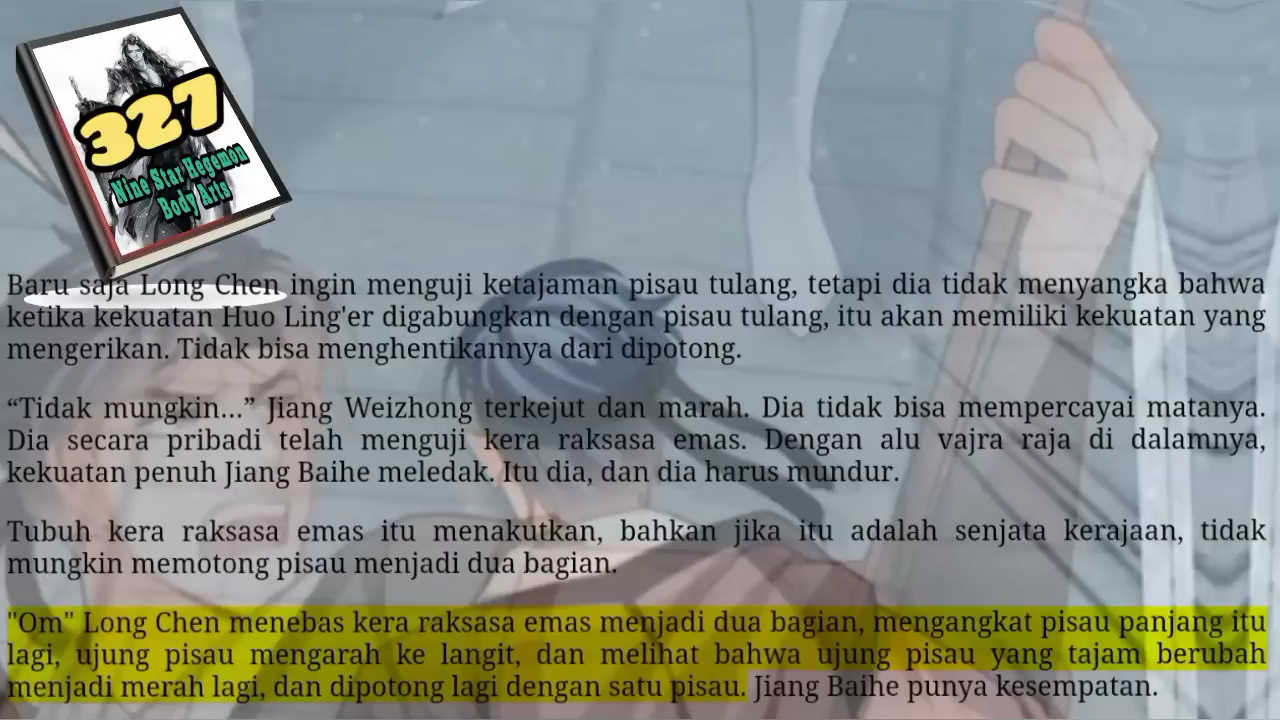 327
Nine Star Hegemon
Body Arts
Baru saja Long Chen ingin menguji ketajaman pisau tulang, tetapi dia tidak menyangka bahwa
ketika kekuatan Huo Ling'er digabungkan dengan pisau tulang, itu akan memiliki kekuatan yang
mengerikan. Tidak bisa menghentikannya dari dipotong.
“Tidak mungkin...” Jiang Weizhong terkejut dan marah. Dia tidak bisa mempercayai matanya.
Dia secara pribadi telah menguji kera raksasa emas. Dengan alu vajra raja di dalamnya,
kekuatan penuh Jiang Baihe meledak. Itu dia, dan dia harus mundur.
Tubuh kera raksasa emas itu menakutkan, bahkan jika itu adalah senjata kerajaan, tidak
mungkin memotong pisau menjadi dua bagian.
"Om" Long Chen menebas kera raksasa emas menjadi dua bagian, mengangkat pisau panjang itu
lagi, ujung pisau mengarah ke langit, dan melihat bahwa ujung pisau yang tajam berubah
menjadi merah lagi, dan dipotong lagi dengan satu pisau. Jiang Baihe punya kesempatan.